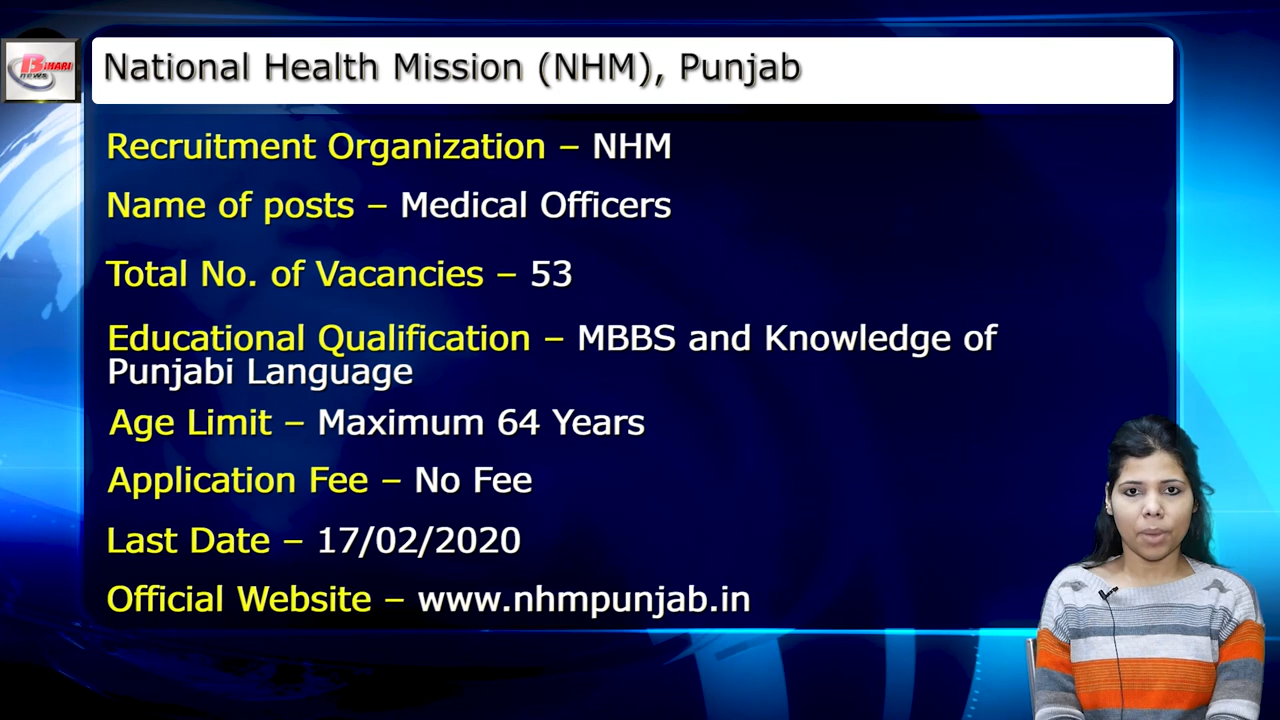 BIHARI
news
National Health Mission (NHM), Punjab
Recruitment Organization – NHM
Name of posts – Medical Officers
Total No. of Vacancies – 53
Educational Qualification – MBBS and Knowledge of
Punjabi Language
Age Limit – Maximum 64 Years
Application Fee – No Fee
Last Date – 17/02/2020
Official Website – www.nhmpunjab.in